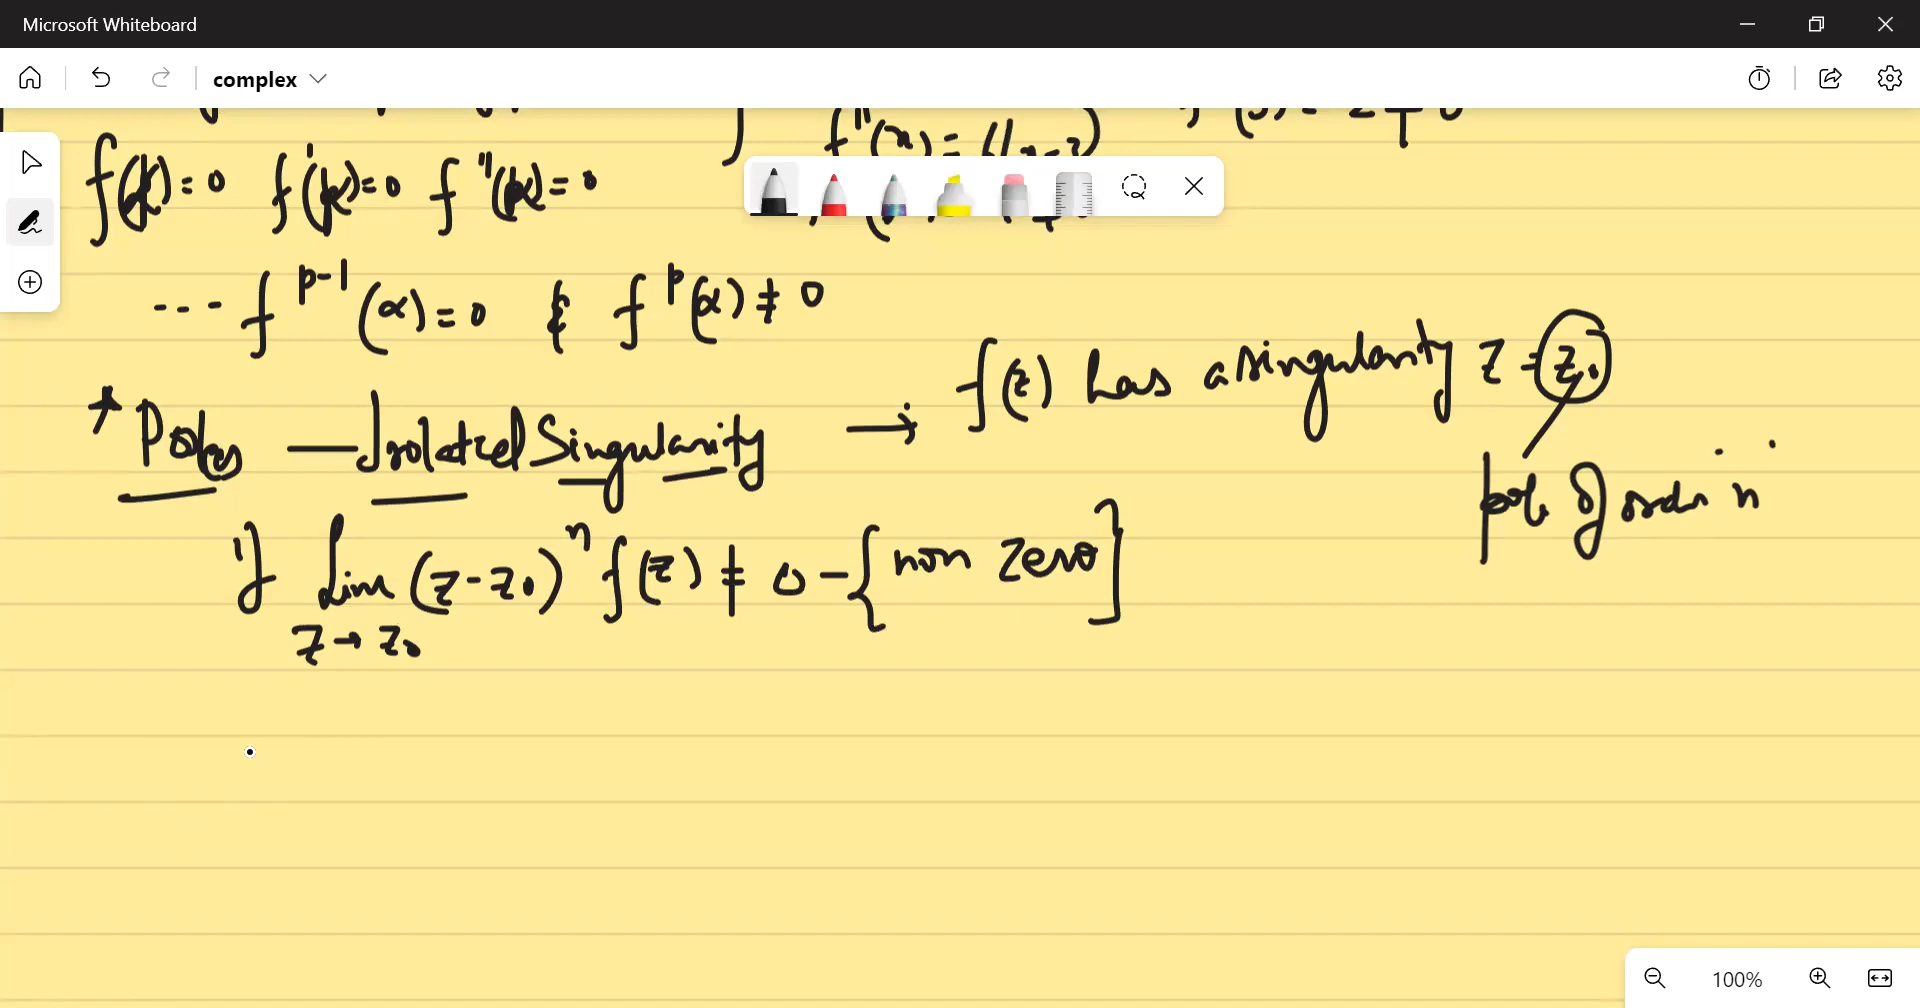 Microsoft Whiteboard
complex
f(α)=0 f'(α)=0 f''(α)=0
--- f^{p-1}(α)=0 & f^{p}(α)≠0
f(z) has a singularity z = z₀
* Poles — Isolated Singularity →
pole of order n
if Lim (z-z₀)^n f(z) ≠ 0 - {non zero}
z → z₀
100%